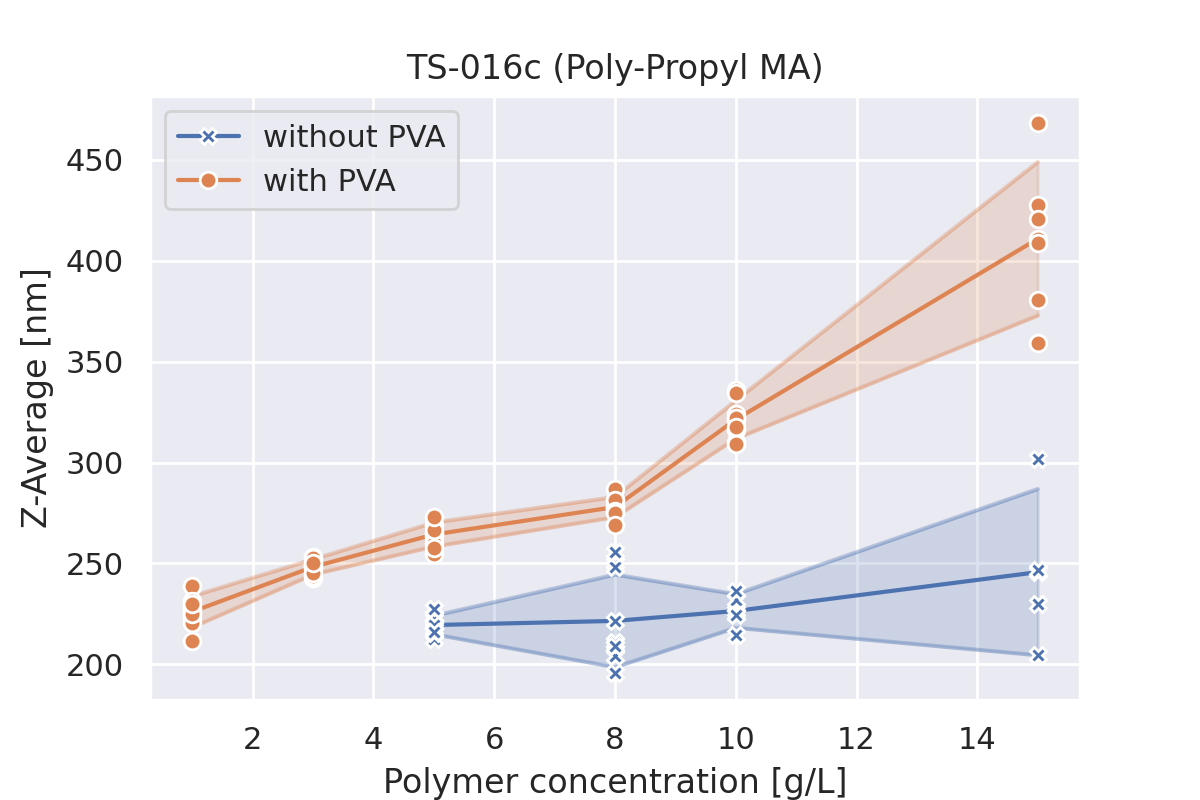 TS-016c (Poly-Propyl MA)
without PVA
with PVA
Z-Average [nm]
450
400
350
300
250
200
2 4 6 8 10 12 14
Polymer concentration [g/L]